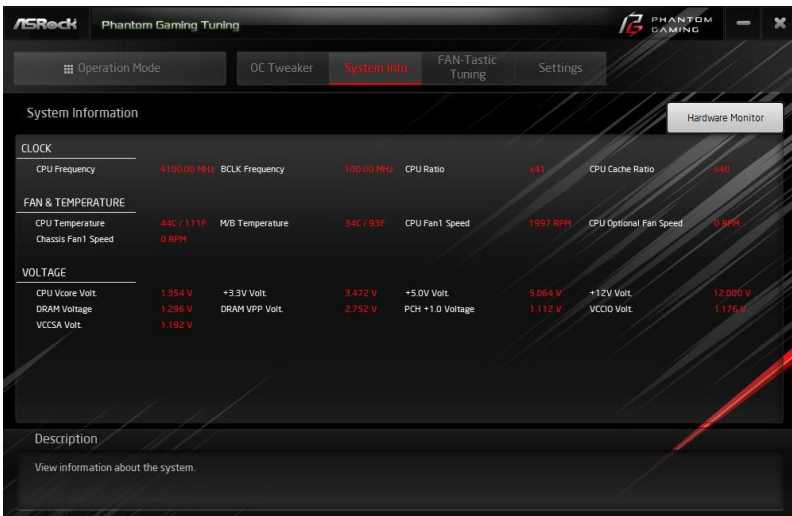 ASRock Phantom Gaming Tuning PHANTOM GAMING
Operation Mode OC Tweaker System Info FAN-Tastic Tuning Settings
System Information
Hardware Monitor
CLOCK
CPU Frequency 4100.00 MHz BCLK Frequency 100.00 MHz CPU Ratio x41 CPU Cache Ratio x40
FAN & TEMPERATURE
CPU Temperature 44C / 111F M/B Temperature 34C / 93F CPU Fan1 Speed 1997 RPM CPU Optional Fan Speed 0 RPM
Chassis Fan1 Speed 0 RPM
VOLTAGE
CPU Vcore Volt. 1.354 V +3.3V Volt. 3.472 V +5.0V Volt. 5.064 V +12V Volt. 12.000 V
DRAM Voltage 1.296 V DRAM VPP Volt. 2.752 V PCH +1.0 Voltage 1.112 V VCCIO Volt. 1.176 V
VCCSA Volt. 1.192 V
Description
View information about the system.